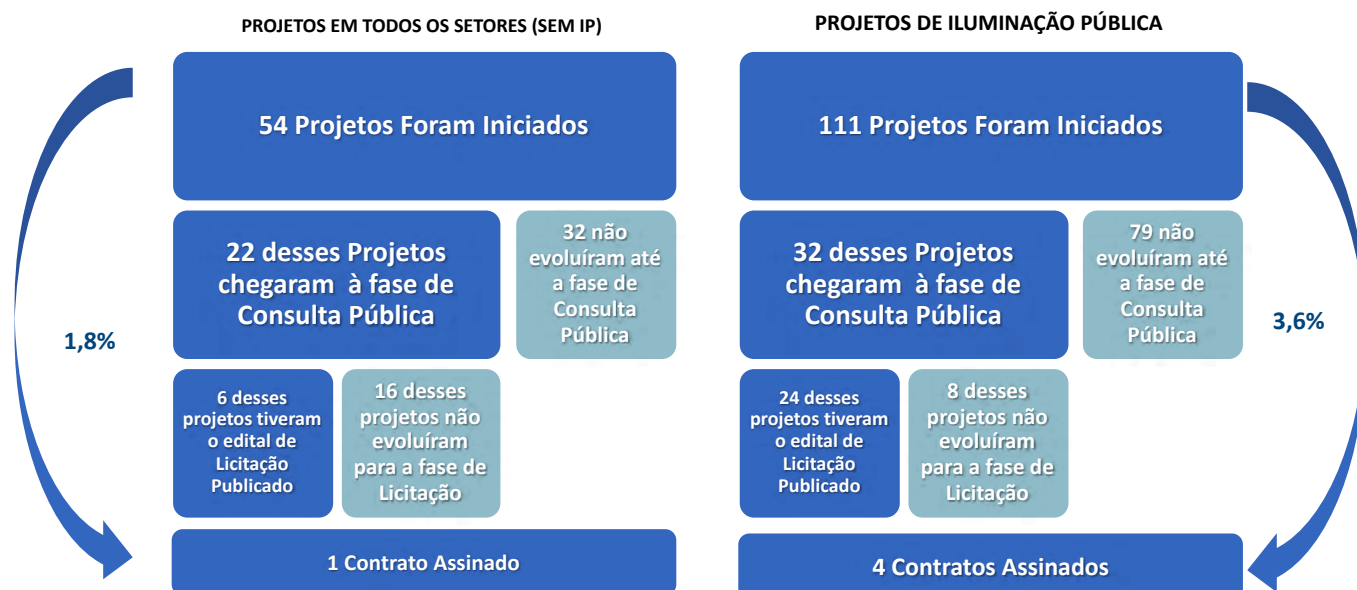 PROJETOS EM TODOS OS SETORES (SEM IP)
54 Projetos Foram Iniciados
22 desses Projetos
chegaram à fase de
Consulta Pública
32 não
evoluíram até
a fase de
Consulta
Pública
6 desses
projetos tiveram
o edital de
Licitação
Publicado
16 desses
projetos não
evoluíram
para a fase de
Licitação
1 Contrato Assinado
1,8%
PROJETOS DE ILUMINAÇÃO PÚBLICA
111 Projetos Foram Iniciados
32 desses Projetos
chegaram à fase de
Consulta Pública
79 não
evoluíram até
a fase de
Consulta
Pública
24 desses
projetos tiveram
o edital de
Licitação
Publicado
8 desses
projetos não
evoluíram
para a fase de
Licitação
4 Contratos Assinados
3,6%